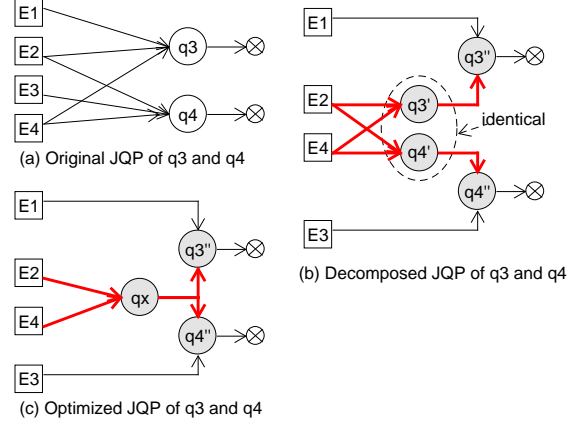 E1
E2
E3
E4
q3
q4
(a) Original JQP of q3 and q4
E1
E2
E4
E3
q3''
q3'
q4'
q4''
identical
(b) Decomposed JQP of q3 and q4
E1
E2
E4
E3
q3''
qx
q4''
(c) Optimized JQP of q3 and q4